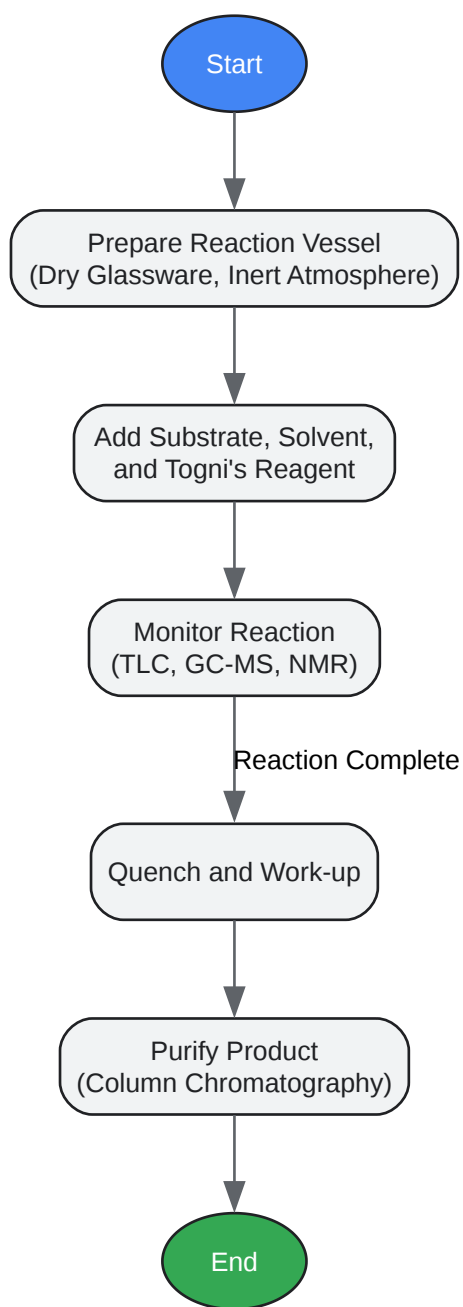 Start
Prepare Reaction Vessel
(Dry Glassware, Inert Atmosphere)
Add Substrate, Solvent,
and Togni's Reagent
Monitor Reaction
(TLC, GC-MS, NMR)
Reaction Complete
Quench and Work-up
Purify Product
(Column Chromatography)
End